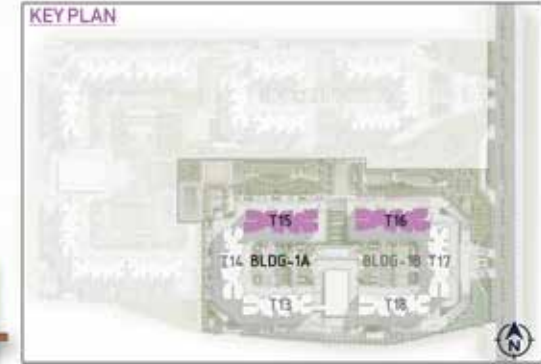 KEY PLAN
T15 T16
T14 BLDG-1A BLDG-1B T17
T13 T18
N